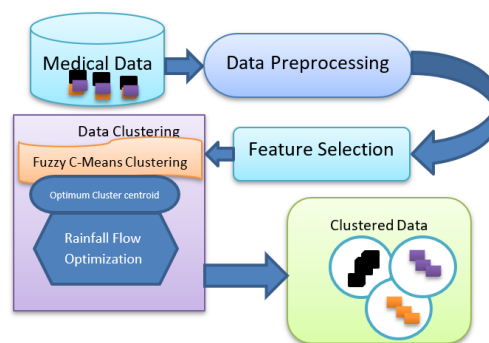 Medical Data
Data Preprocessing
Feature Selection
Data Clustering
Fuzzy C-Means Clustering
Optimum Cluster centroid
Rainfall Flow
Optimization
Clustered Data